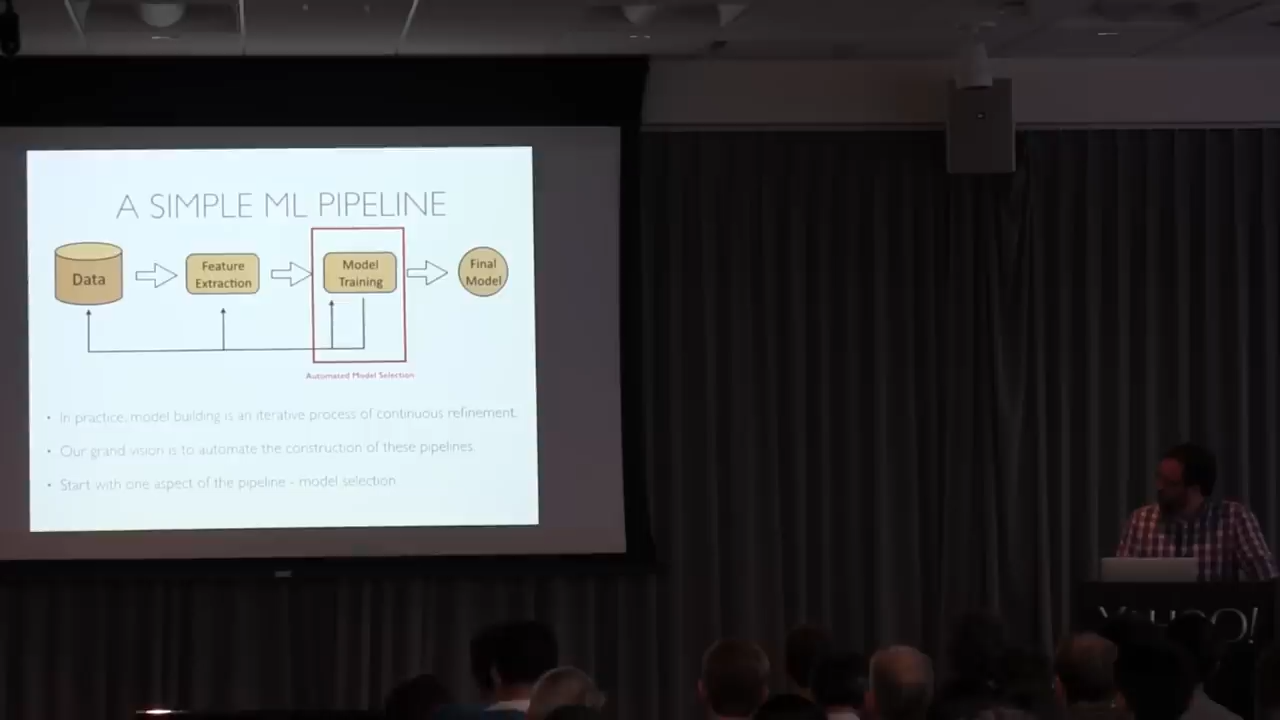 A SIMPLE ML PIPELINE
Data
Feature
Extraction
Model
Training
Final
Model
Automated Model Selection
• In practice, model building is an iterative process of continuous refinement.
• Our grand vision is to automate the construction of these pipelines.
• Start with one aspect of the pipeline - model selection
YAHOO!